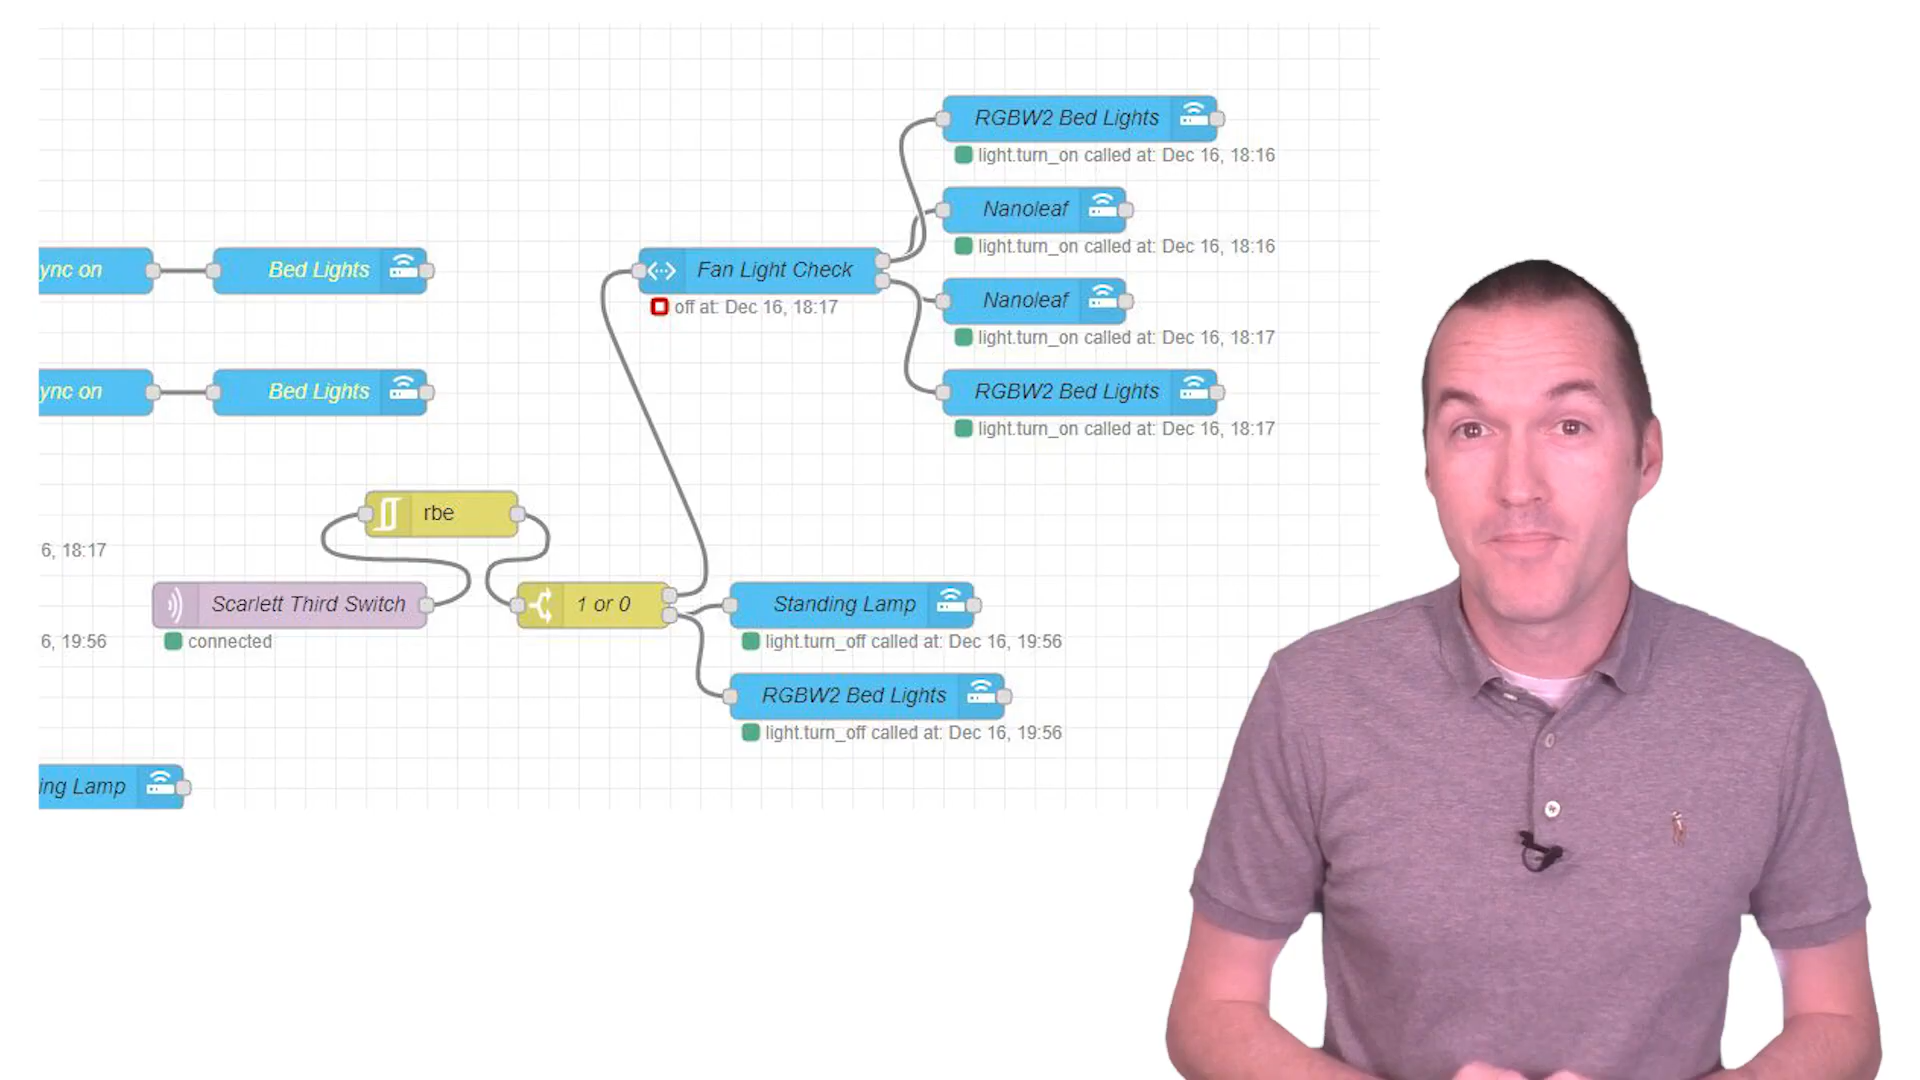 RGBW2 Bed Lights
light.turn_on called at: Dec 16, 18:16
Nanoleaf
light.turn_on called at: Dec 16, 18:16
ync on
Bed Lights
Fan Light Check
off at: Dec 16, 18:17
Nanoleaf
light.turn_on called at: Dec 16, 18:17
ync on
Bed Lights
RGBW2 Bed Lights
light.turn_on called at: Dec 16, 18:17
rbe
6, 18:17
Scarlett Third Switch
connected
1 or 0
Standing Lamp
light.turn_off called at: Dec 16, 19:56
6, 19:56
RGBW2 Bed Lights
light.turn_off called at: Dec 16, 19:56
ing Lamp